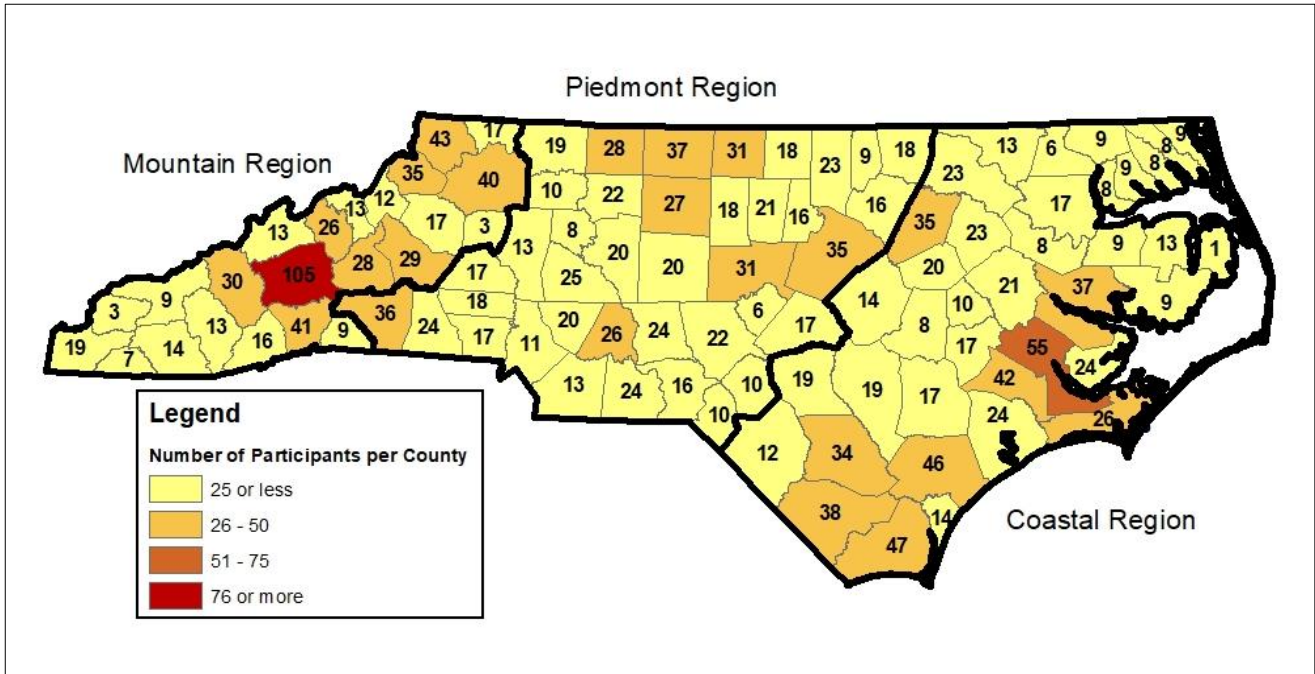 Piedmont Region
Mountain Region
43 17 19 28 37 31 18 23 9 18 13 6 9 8 9
35 40 10 22 27 18 21 16 16 23 9 8 8
13 12 17 3 35 35 23 17
13 26 8 20 31 8 9 13 1
28 29 13 25 20 20
30 105 17 6 14 10 21 37 9
9 18 20 26 24 22 17 8
3 13 36 24 17 11 17 55 24
19 7 14 16 41 9 42
13 24 16 10 19 19 17 24 26
10
12 34 46
38 14
47
Coastal Region
Legend
Number of Participants per County
25 or less
26 - 50
51 - 75
76 or more